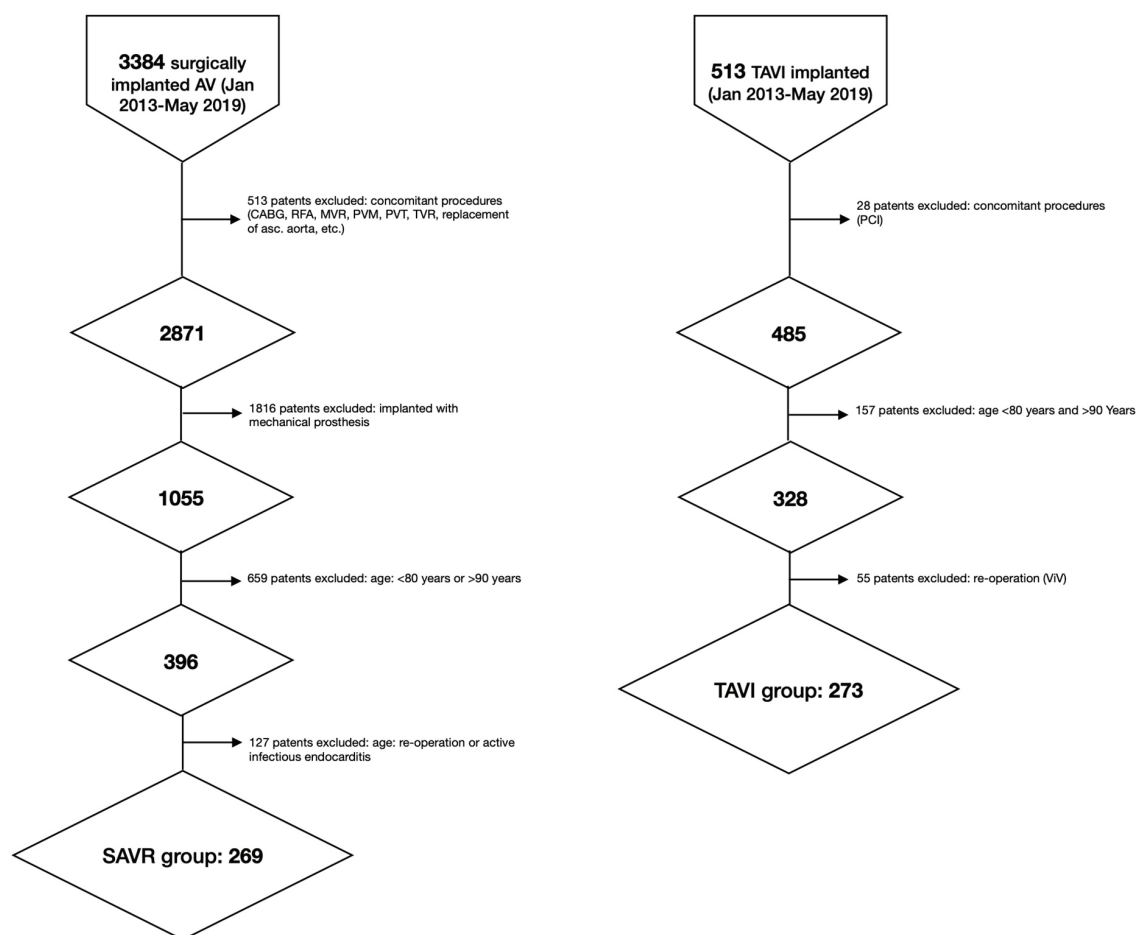 3384 surgically
implanted AV (Jan
2013-May 2019)
513 patents excluded: concomitant procedures
(CABG, RFA, MVR, PVM, PVT, TVR, replacement
of asc. aorta, etc.)
2871
1816 patents excluded: implanted with
mechanical prosthesis
1055
659 patents excluded: age: <80 years or >90 years
396
127 patents excluded: age: re-operation or active
infectious endocarditis
SAVR group: 269
513 TAVI implanted
(Jan 2013-May 2019)
28 patents excluded: concomitant procedures
(PCI)
485
157 patents excluded: age <80 years and >90 Years
328
55 patents excluded: re-operation (ViV)
TAVI group: 273